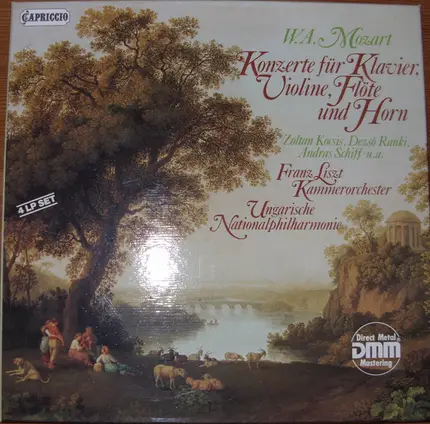 CAPRICCIO
W. A. Mozart
Konzerte für Klavier,
Violine, Flöte
und Horn
Zoltan Kocsis, Dezsö Ranki,
Andras Schiff u.a.
Franz Liszt
Kammerorchester
Ungarische
Nationalphilharmonie
4 LP SET
Direct Metal
DMM
Mastering